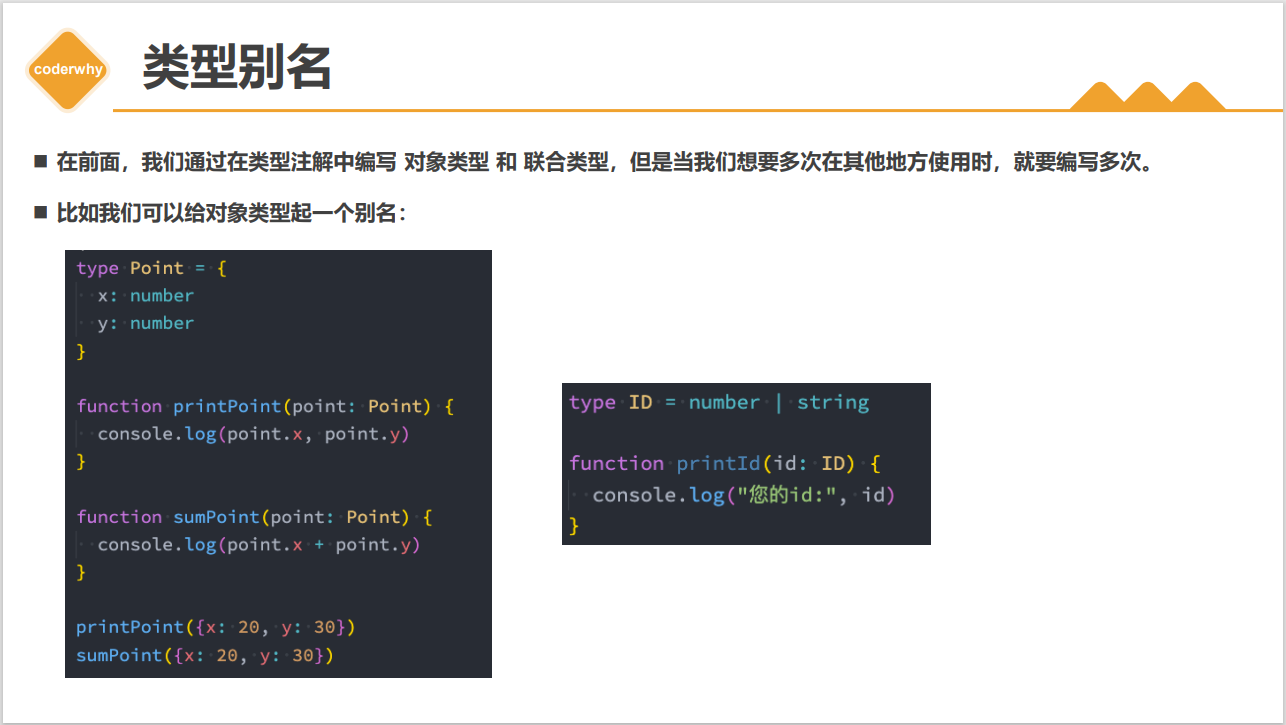 coderwhy
类型别名
■ 在前面，我们通过在类型注解中编写 对象类型 和 联合类型，但是当我们想要多次在其他地方使用时，就要编写多次。
■ 比如我们可以给对象类型起一个别名：
type Point = {
  x: number
  y: number
}
function printPoint(point: Point) {
  console.log(point.x, point.y)
}
function sumPoint(point: Point) {
  console.log(point.x + point.y)
}
printPoint({x: 20, y: 30})
sumPoint({x: 20, y: 30})
type ID = number | string
function printId(id: ID) {
  console.log("您的id:", id)
}